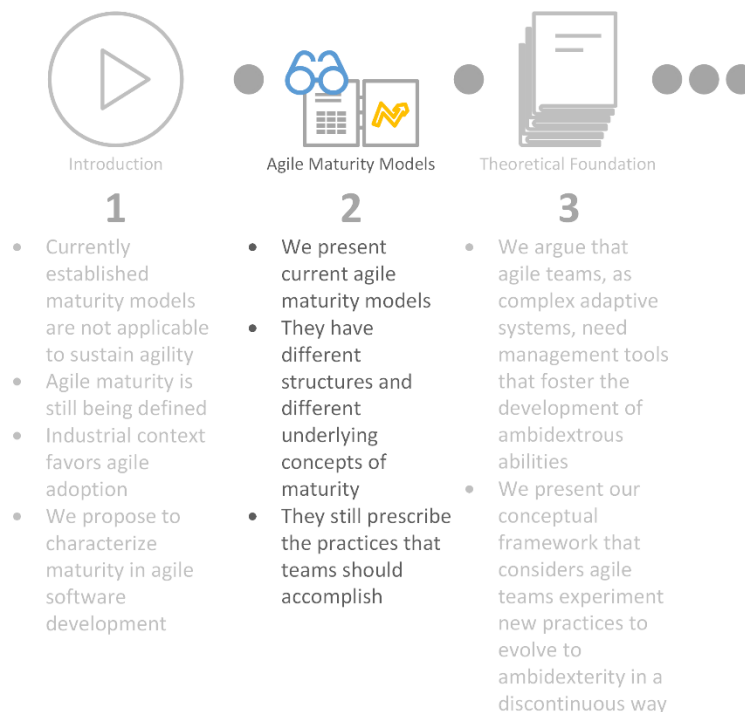 Introduction
Agile Maturity Models
Theoretical Foundation
1
• Currently
established
maturity models
are not applicable
to sustain agility
• Agile maturity is
still being defined
• Industrial context
favors agile
adoption
• We propose to
characterize
maturity in agile
software
development
2
• We present
current agile
maturity models
• They have
different
structures and
different
underlying
concepts of
maturity
• They still prescribe
the practices that
teams should
accomplish
3
• We argue that
agile teams, as
complex adaptive
systems, need
management tools
that foster the
development of
ambidextrous
abilities
• We present our
conceptual
framework that
considers agile
teams experiment
new practices to
evolve to
ambidexterity in a
discontinuous way